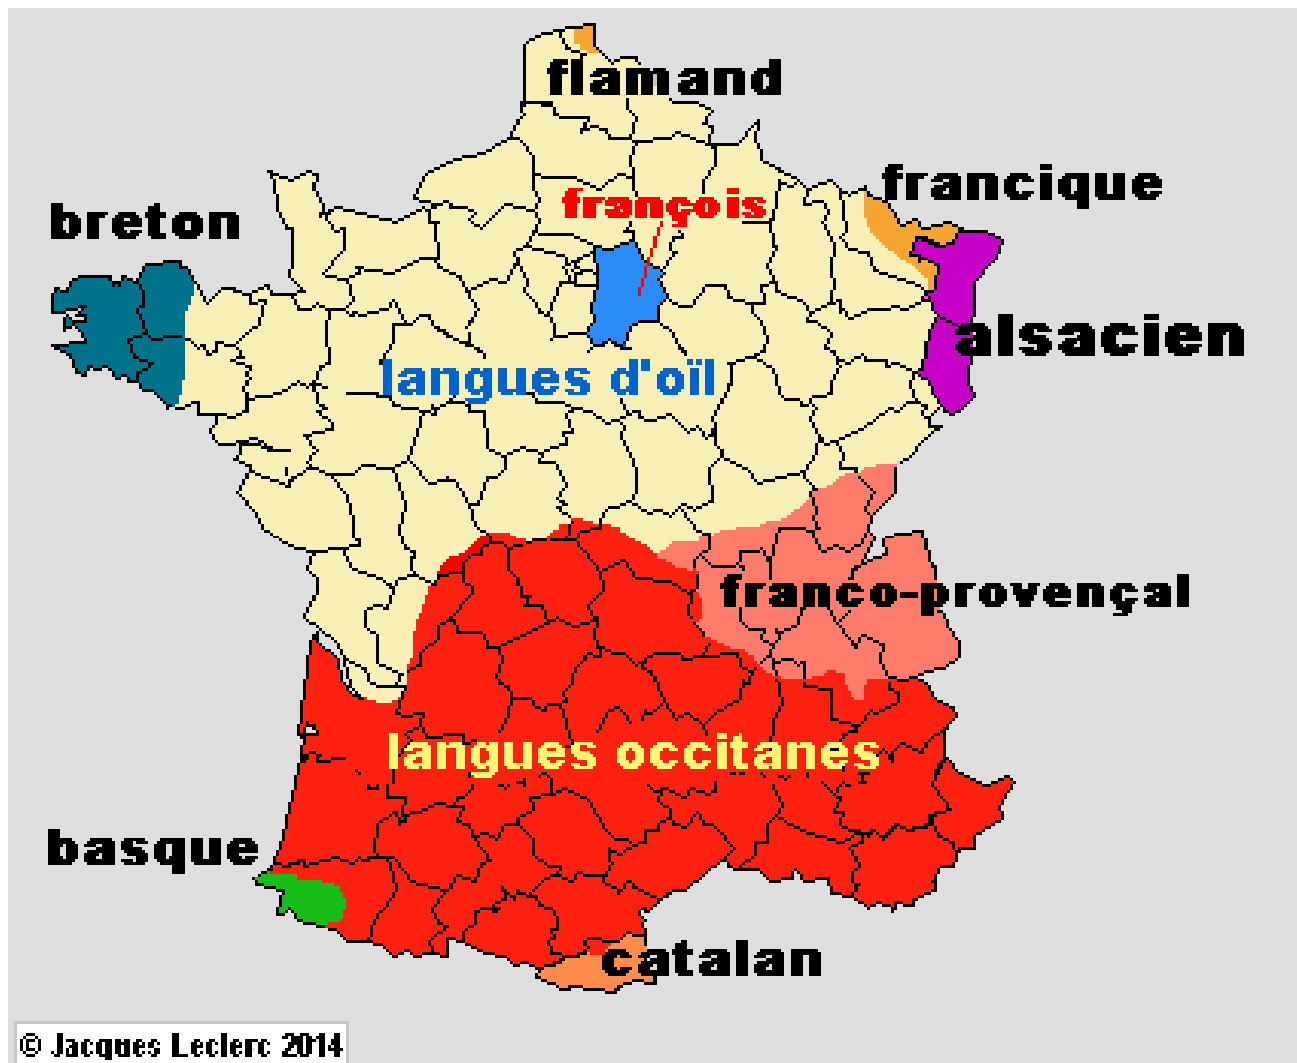 flamand
francique
françois
breton
alsacien
langues d'oïl
franco-provençal
langues occitanes
basque
catalan
© Jacques Leclerc 2014